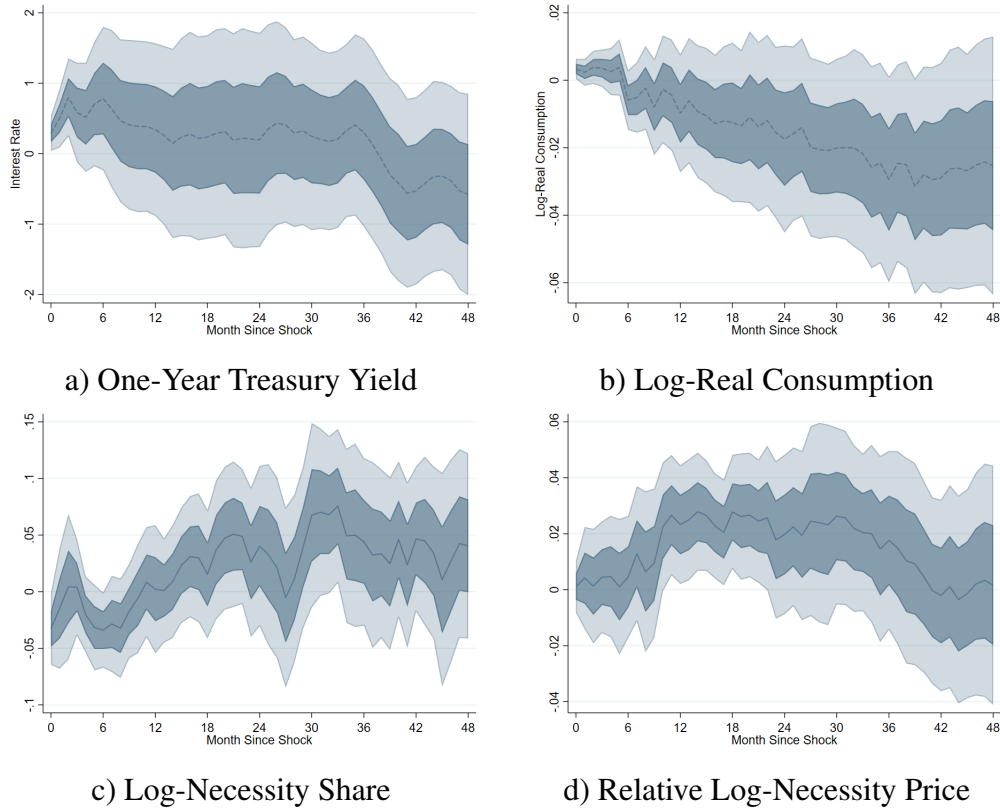 2
1
0
-1
-2
Interest Rate
0 6 12 18 24 30 36 42 48
Month Since Shock
a) One-Year Treasury Yield
.02
0
-.02
-.04
-.06
Log-Real Consumption
0 6 12 18 24 30 36 42 48
Month Since Shock
b) Log-Real Consumption
.15
.1
.05
0
-.05
-.1
0 6 12 18 24 30 36 42 48
Month Since Shock
c) Log-Necessity Share
.06
.04
.02
0
-.02
-.04
0 6 12 18 24 30 36 42 48
Month Since Shock
d) Relative Log-Necessity Price